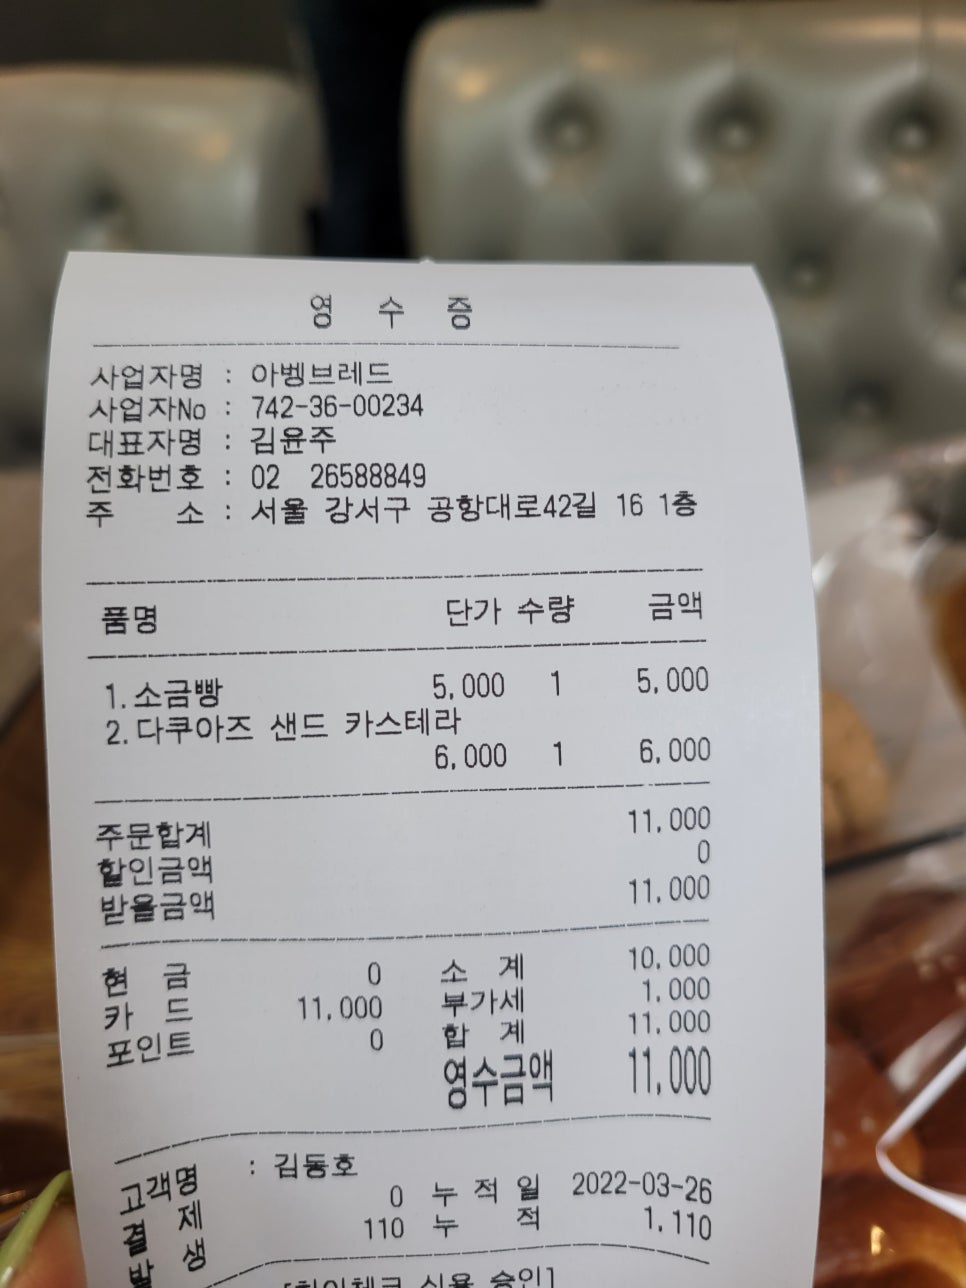 영 수 증
사업자명 : 아벵브레드
사업자No : 742-36-00234
대표자명 : 김윤주
전화번호 : 02 26588849
주 소 : 서울 강서구 공항대로42길 16 1층
품명 단가 수량 금액
1.소금빵 5,000 1 5,000
2.다쿠아즈 샌드 카스테라
6,000 1 6,000
주문합계 11,000
할인금액 0
받을금액 11,000
현 금 0 소 계 10,000
카 드 11,000 부가세 1,000
포인트 0 합 계 11,000
영수금액 11,000
고객명 : 김동호
결 제 0 누 적 일 2022-03-26
발 생 110 누 적 1,110
승인]